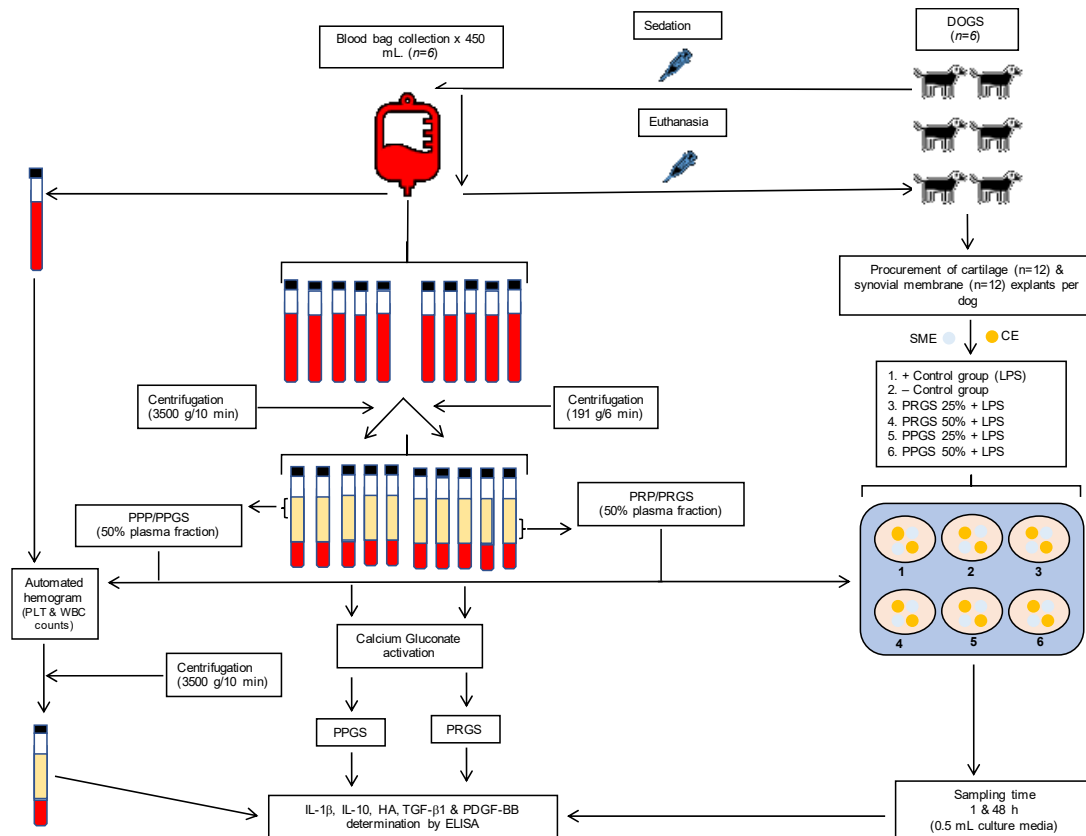 Blood bag collection x 450
mL. (n=6)
Sedation
DOGS
(n=6)
Euthanasia
Procurement of cartilage (n=12) &
synovial membrane (n=12) explants per
dog
SME
CE
1. + Control group (LPS)
2. – Control group
3. PRGS 25% + LPS
4. PRGS 50% + LPS
5. PPGS 25% + LPS
6. PPGS 50% + LPS
Centrifugation
(3500 g/10 min)
Centrifugation
(191 g/6 min)
PPP/PPGS
(50% plasma fraction)
PRP/PRGS
(50% plasma fraction)
1
2
3
4
5
6
Automated
hemogram
(PLT & WBC
counts)
Calcium Gluconate
activation
Centrifugation
(3500 g/10 min)
PPGS
PRGS
IL-1β, IL-10, HA, TGF-β1 & PDGF-BB
determination by ELISA
Sampling time
1 & 48 h
(0.5 mL culture media)